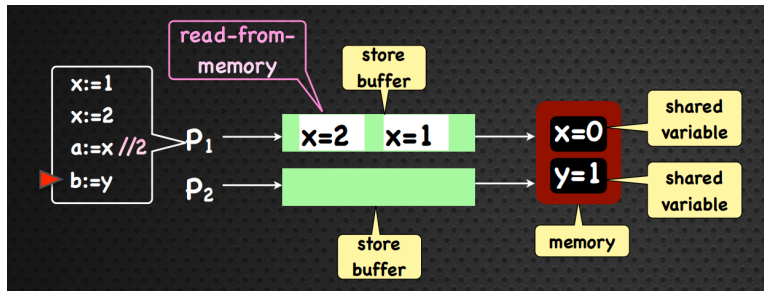 read-from-
memory
store
buffer
x:=1
x:=2
a:=x //2
b:=y
P1
x=2
x=1
x=0
shared
variable
P2
y=1
shared
variable
store
buffer
memory